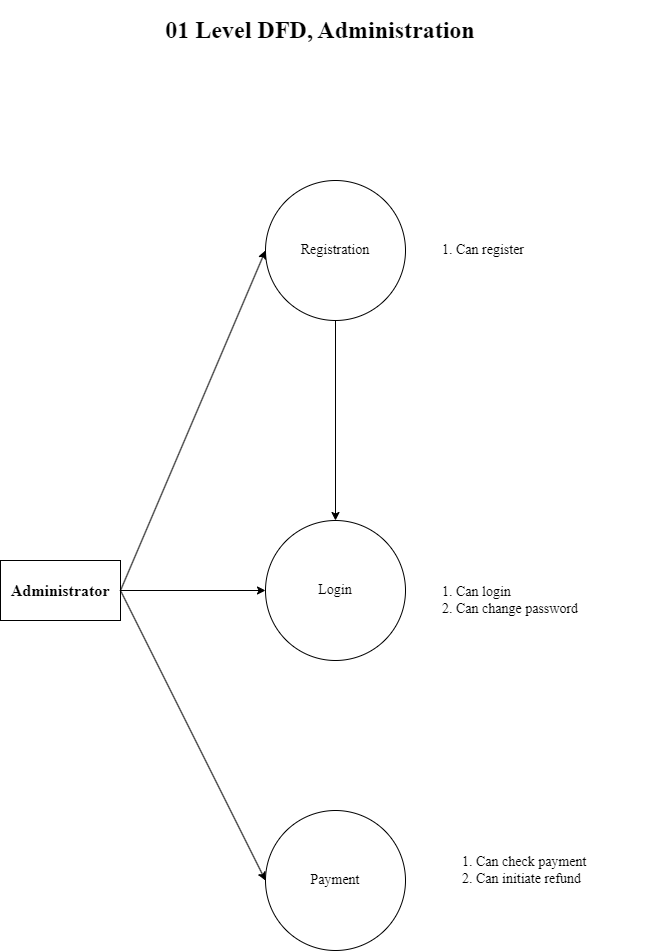 01 Level DFD, Administration
Registration
1. Can register
Administrator
Login
1. Can login
2. Can change password
Payment
1. Can check payment
2. Can initiate refund